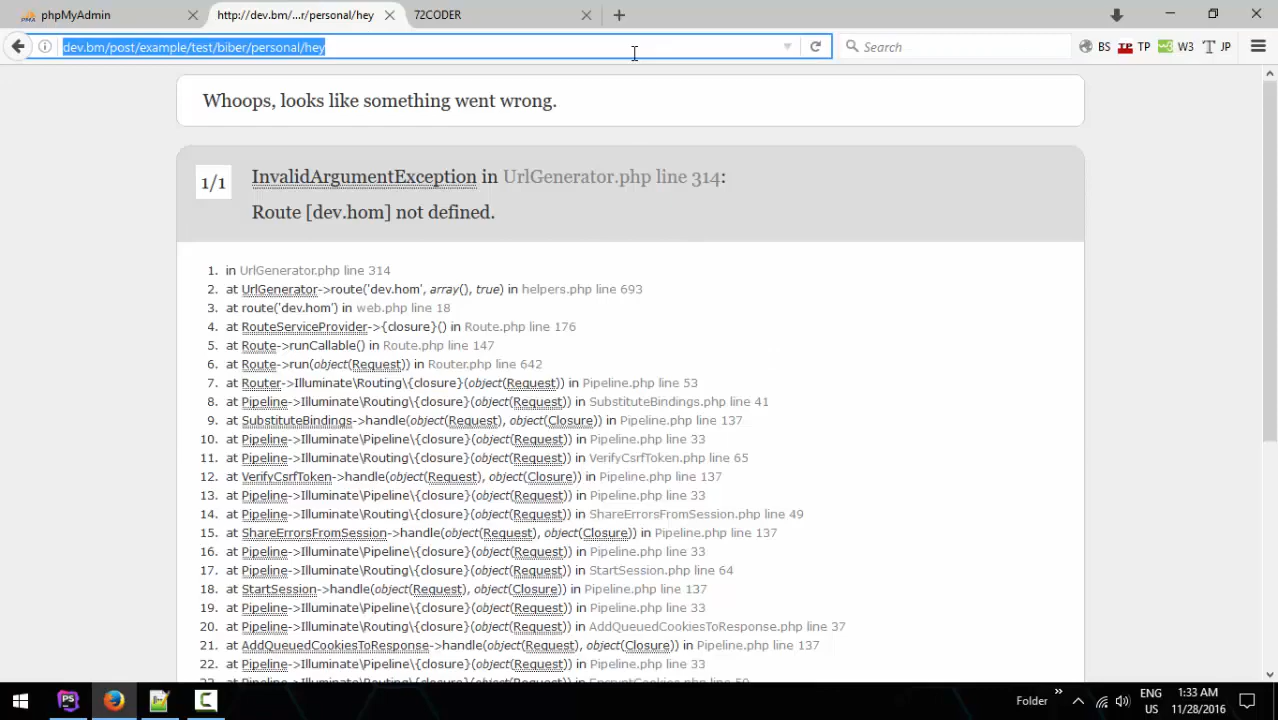 phpMyAdmin
http://dev.bm/...r/personal/hey
72CODER
dev.bm/post/example/test/biber/personal/hey
Search
BS
TP
W3
JP
Whoops, looks like something went wrong.
1/1
InvalidArgumentException in UrlGenerator.php line 314:
Route [dev.hom] not defined.
1. in UrlGenerator.php line 314
2. at UrlGenerator->route('dev.hom', array(), true) in helpers.php line 693
3. at route('dev.hom') in web.php line 18
4. at RouteServiceProvider->{closure}() in Route.php line 176
5. at Route->runCallable() in Route.php line 147
6. at Route->run(object(Request)) in Router.php line 642
7. at Router->Illuminate\Routing\{closure}(object(Request)) in Pipeline.php line 53
8. at Pipeline->Illuminate\Routing\{closure}(object(Request)) in SubstituteBindings.php line 41
9. at SubstituteBindings->handle(object(Request), object(Closure)) in Pipeline.php line 137
10. at Pipeline->Illuminate\Pipeline\{closure}(object(Request)) in Pipeline.php line 33
11. at Pipeline->Illuminate\Routing\{closure}(object(Request)) in VerifyCsrfToken.php line 65
12. at VerifyCsrfToken->handle(object(Request), object(Closure)) in Pipeline.php line 137
13. at Pipeline->Illuminate\Pipeline\{closure}(object(Request)) in Pipeline.php line 33
14. at Pipeline->Illuminate\Routing\{closure}(object(Request)) in ShareErrorsFromSession.php line 49
15. at ShareErrorsFromSession->handle(object(Request), object(Closure)) in Pipeline.php line 137
16. at Pipeline->Illuminate\Pipeline\{closure}(object(Request)) in Pipeline.php line 33
17. at Pipeline->Illuminate\Routing\{closure}(object(Request)) in StartSession.php line 64
18. at StartSession->handle(object(Request), object(Closure)) in Pipeline.php line 137
19. at Pipeline->Illuminate\Pipeline\{closure}(object(Request)) in Pipeline.php line 33
20. at Pipeline->Illuminate\Routing\{closure}(object(Request)) in AddQueuedCookiesToResponse.php line 37
21. at AddQueuedCookiesToResponse->handle(object(Request), object(Closure)) in Pipeline.php line 137
22. at Pipeline->Illuminate\Pipeline\{closure}(object(Request)) in Pipeline.php line 33
Folder
ENG
US
1:33 AM
11/28/2016